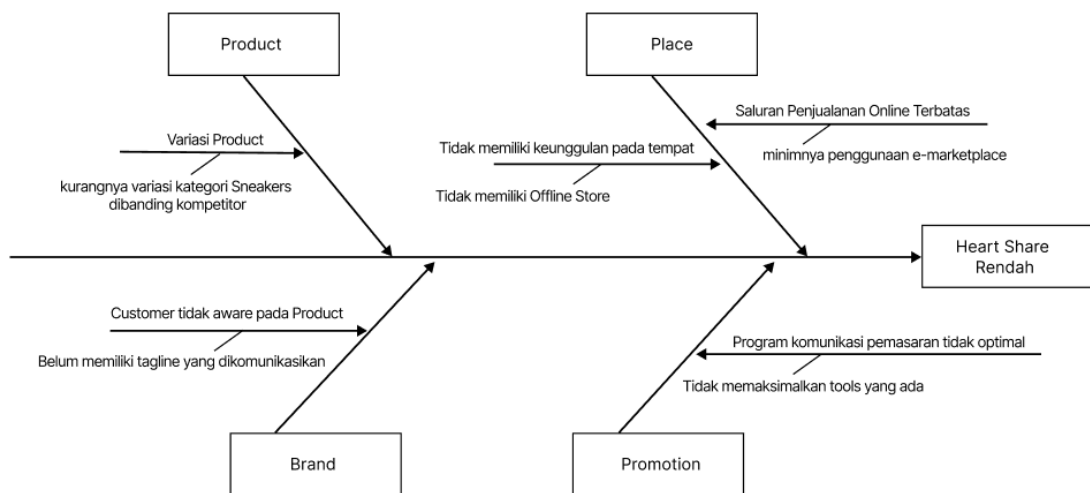 Product
Place
Variasi Product
kurangnya variasi kategori Sneakers
dibanding kompetitor
Saluran Penjualanan Online Terbatas
minimnya penggunaan e-marketplace
Tidak memiliki keunggulan pada tempat
Tidak memiliki Offline Store
Heart Share
Rendah
Customer tidak aware pada Product
Belum memiliki tagline yang dikomunikasikan
Program komunikasi pemasaran tidak optimal
Tidak memaksimalkan tools yang ada
Brand
Promotion